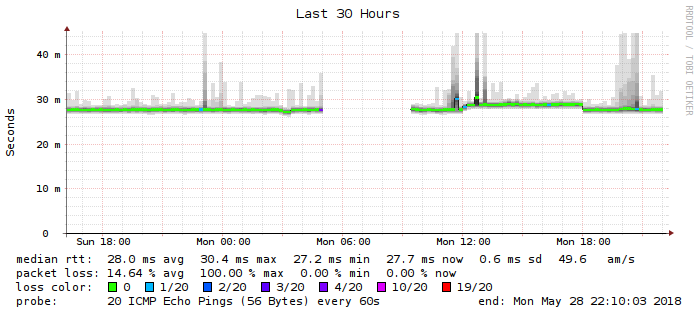 Last 30 Hours
RRDTOOL / TOBI OETIKER
Seconds
40 m
30 m
20 m
10 m
0
Sun 18:00 Mon 00:00 Mon 06:00 Mon 12:00 Mon 18:00
median rtt: 28.0 ms avg 30.4 ms max 27.2 ms min 27.7 ms now 0.6 ms sd 49.6 am/s
packet loss: 14.64 % avg 100.00 % max 0.00 % min 0.00 % now
loss color: 0 1/20 2/20 3/20 4/20 10/20 19/20
probe: 20 ICMP Echo Pings (56 Bytes) every 60s end: Mon May 28 22:10:03 2018